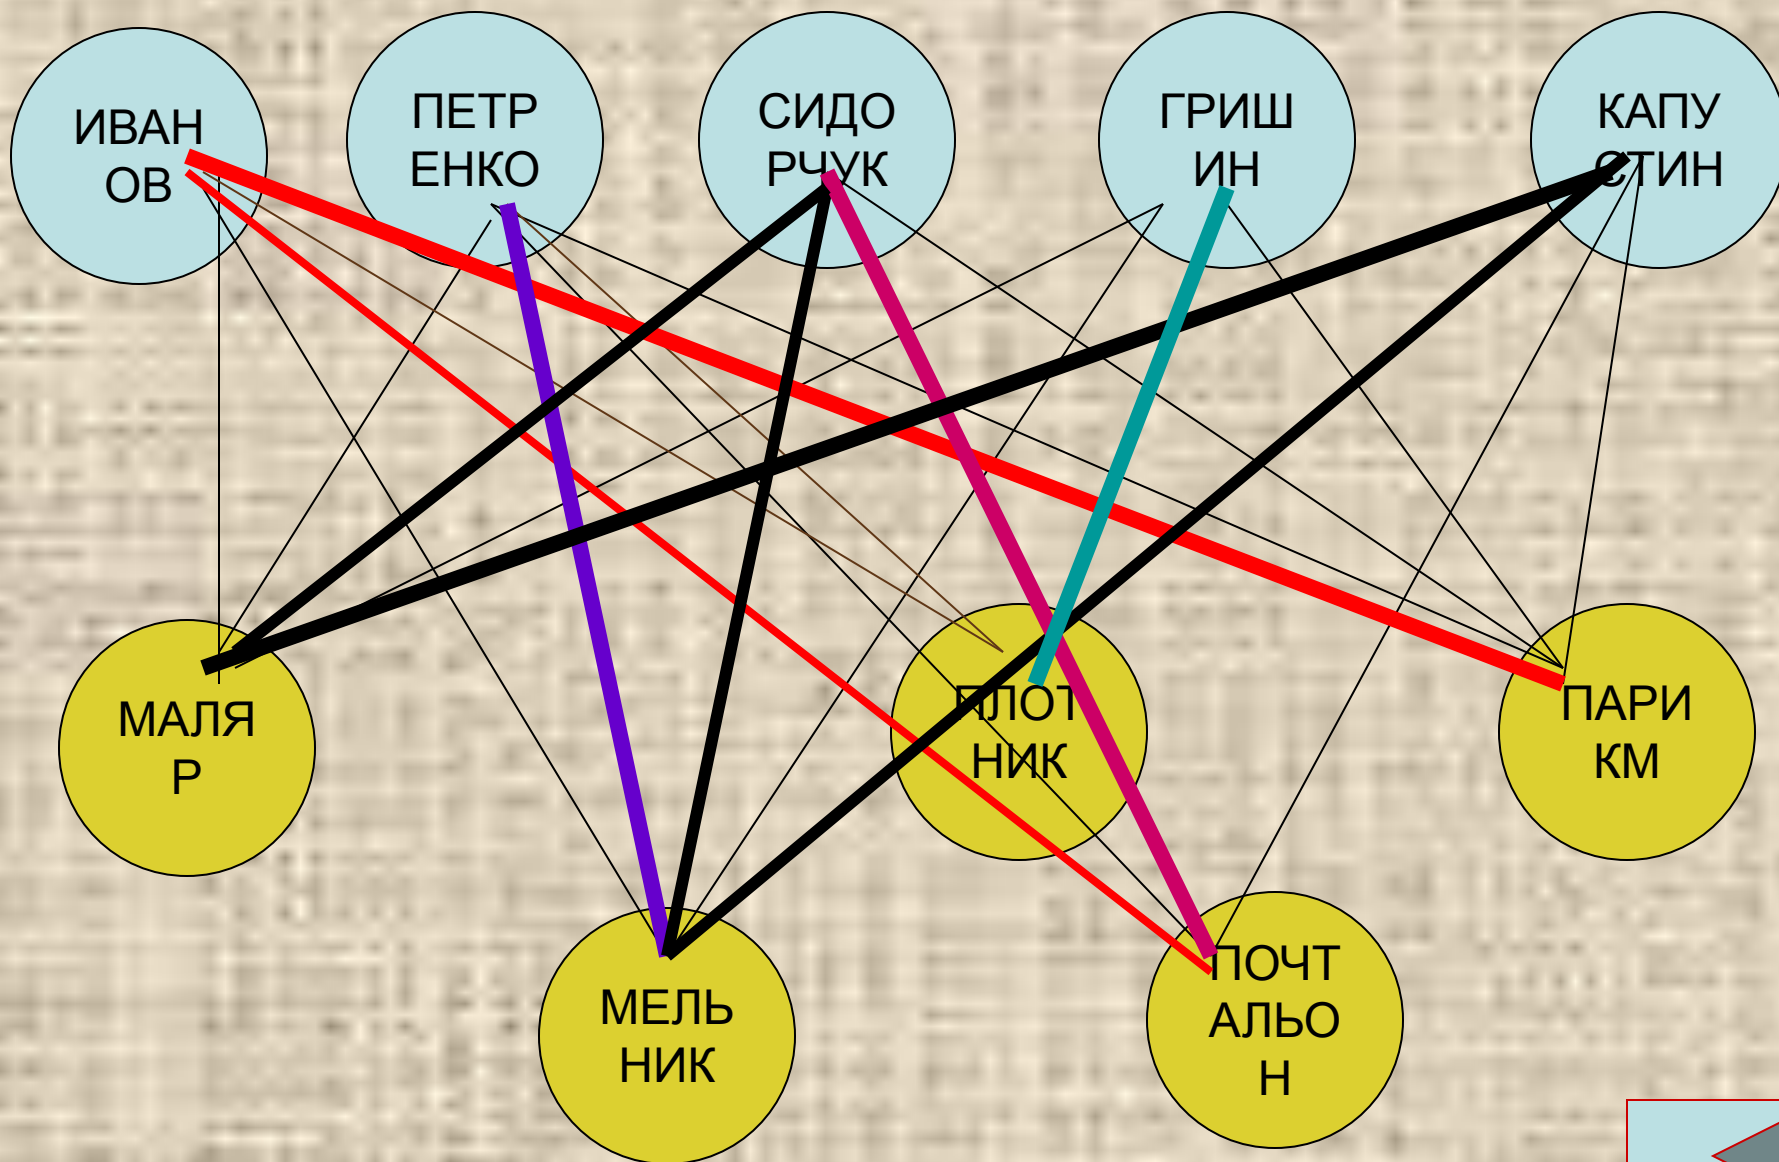 ИВАН
ОВ
ПЕТР
ЕНКО
СИДО
РЧУК
ГРИШ
ИН
КАПУ
СТИН
МАЛЯ
Р
ПЛОТ
НИК
ПАРИ
КМ
МЕЛЬ
НИК
ПОЧТ
АЛЬО
Н